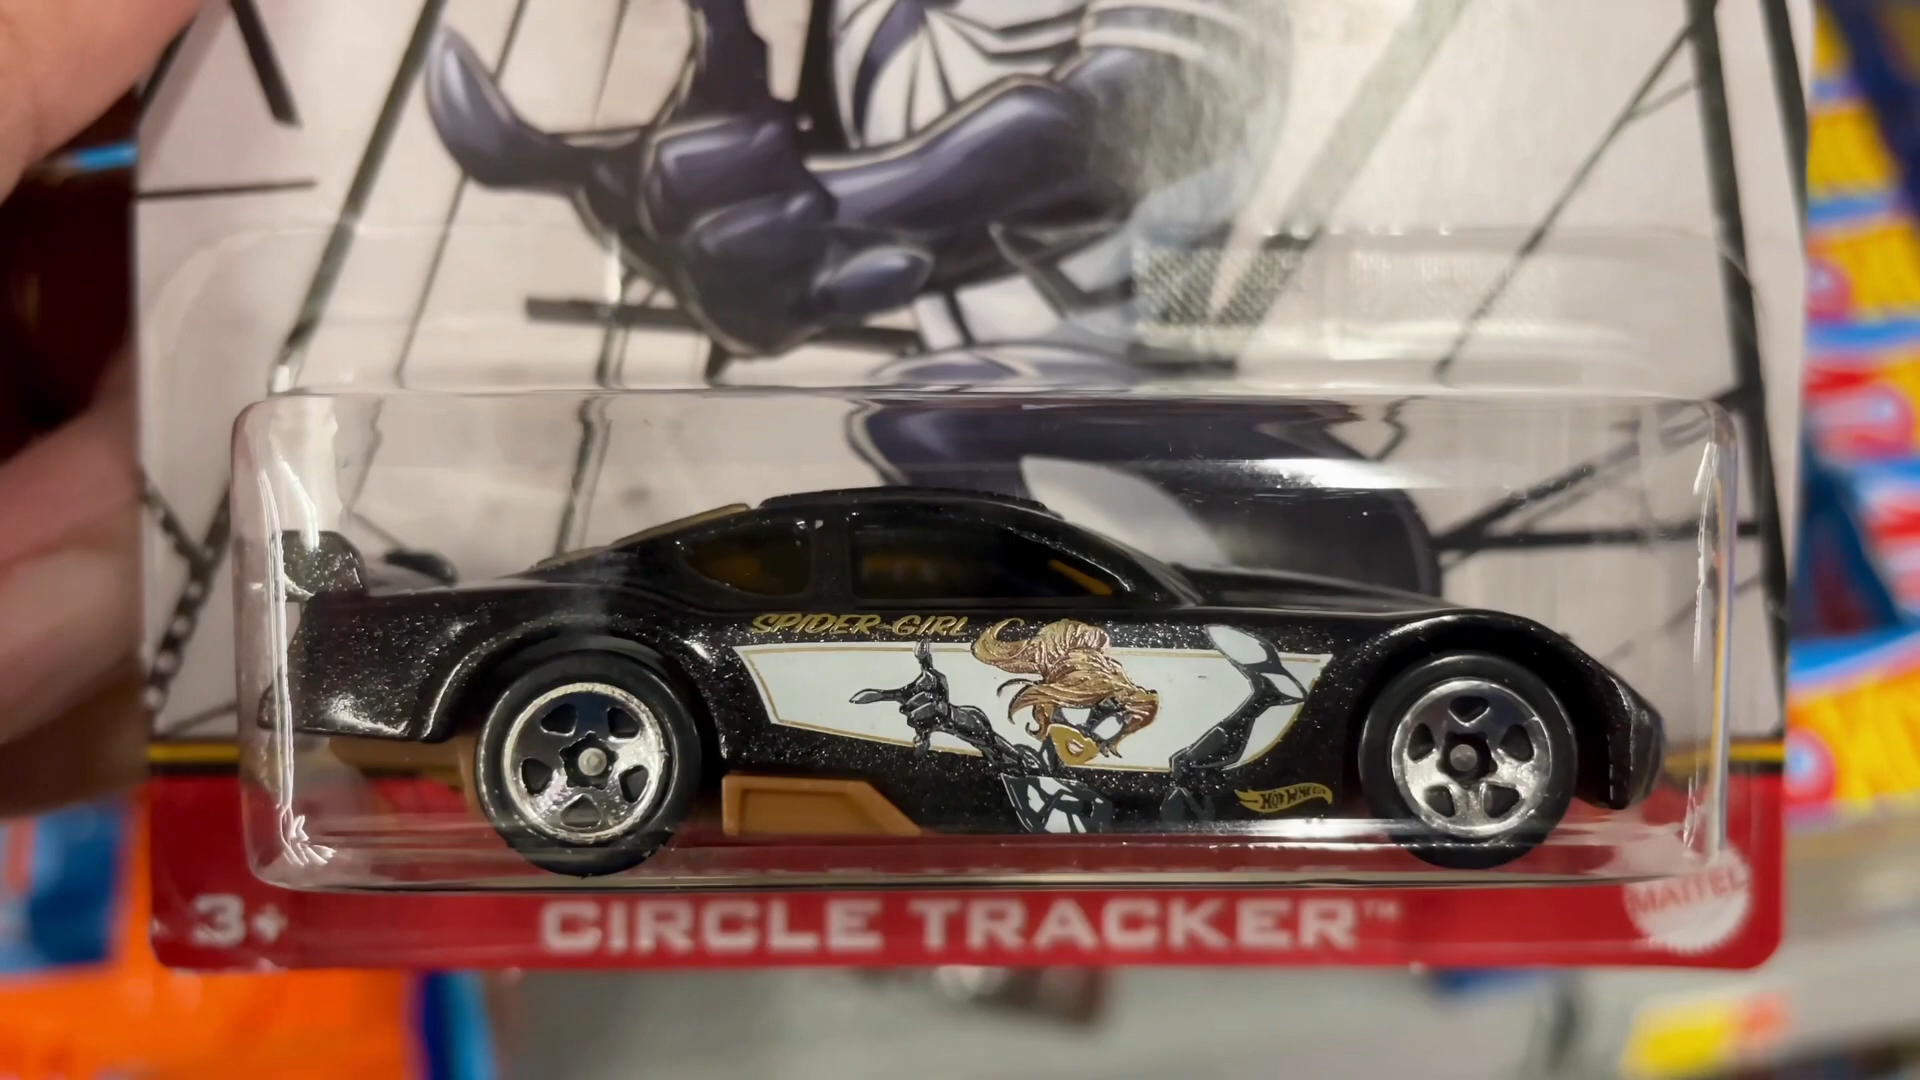 SPIDER-GIRL
HOT WHEELS
3+
CIRCLE TRACKER™
MATTEL